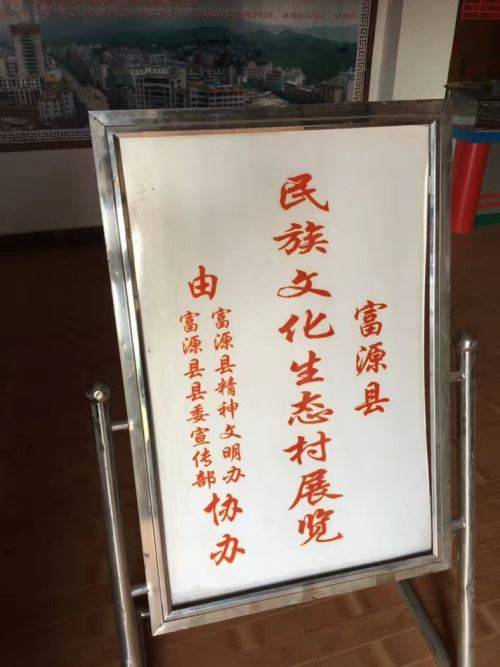 富源县
民族文化生态村展览
由
富源县精神文明办
富源县县委宣传部
协办